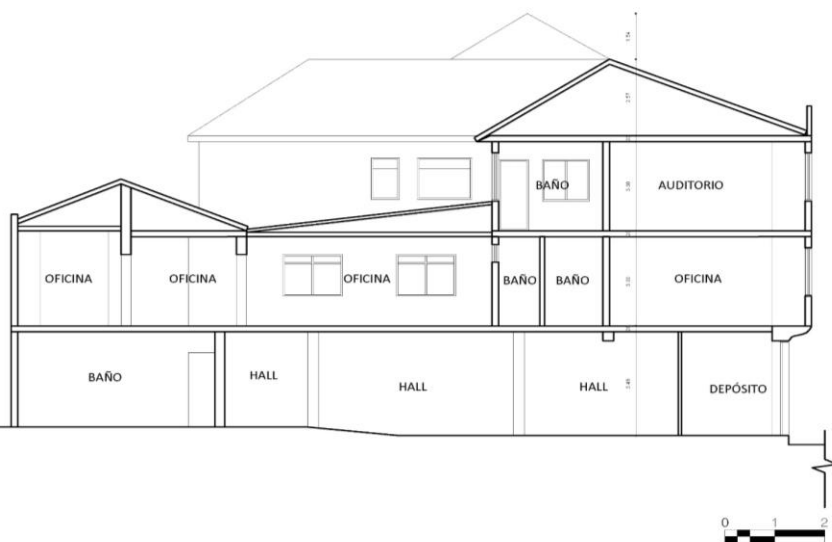 BAÑO
AUDITORIO
OFICINA
OFICINA
OFICINA
BAÑO
BAÑO
OFICINA
BAÑO
HALL
HALL
HALL
DEPÓSITO
0 1 2